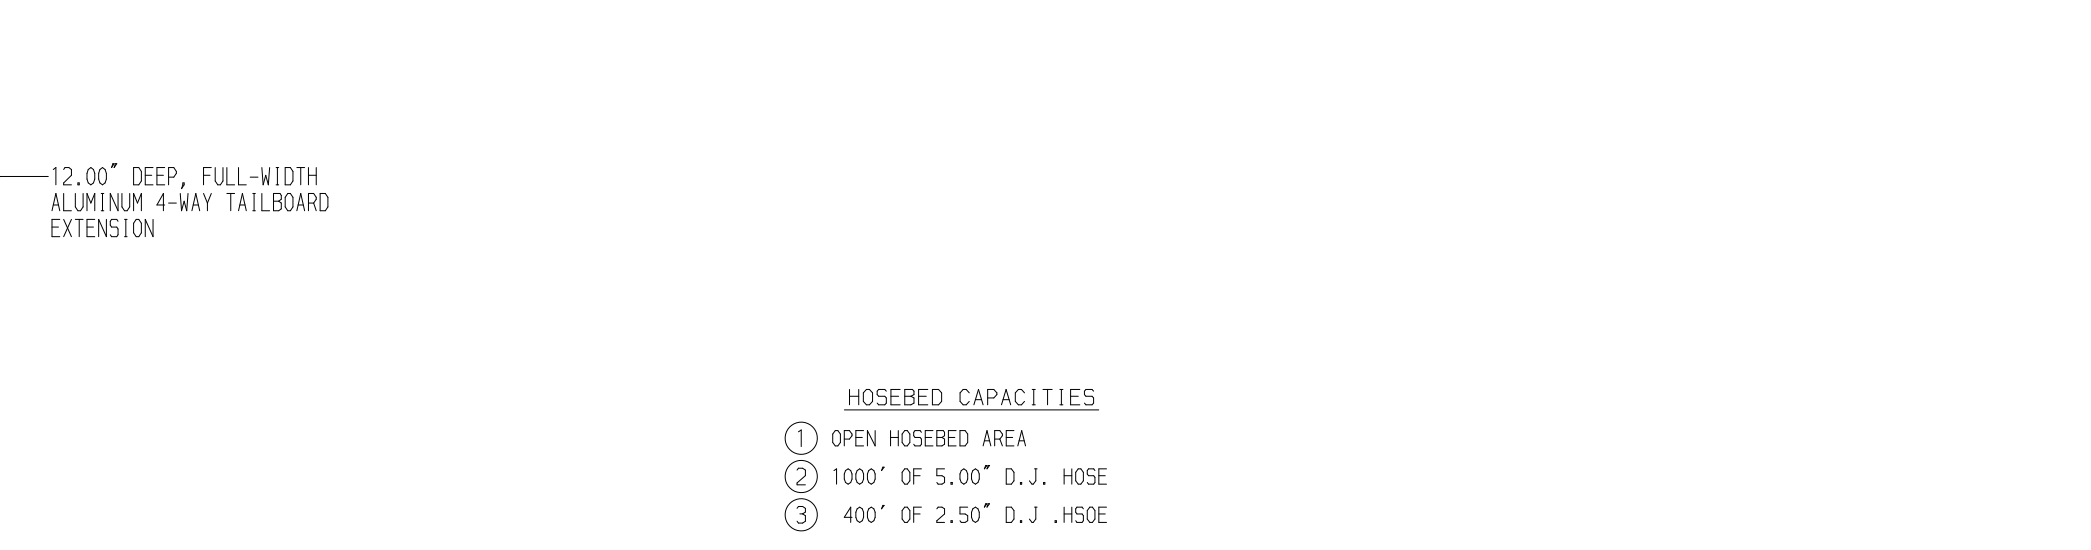 12.00" DEEP, FULL-WIDTH
ALUMINUM 4-WAY TAILBOARD
EXTENSION
HOSEBED CAPACITIES
1 OPEN HOSEBED AREA
2 1000' OF 5.00" D.J. HOSE
3 400' OF 2.50" D.J .HSOE